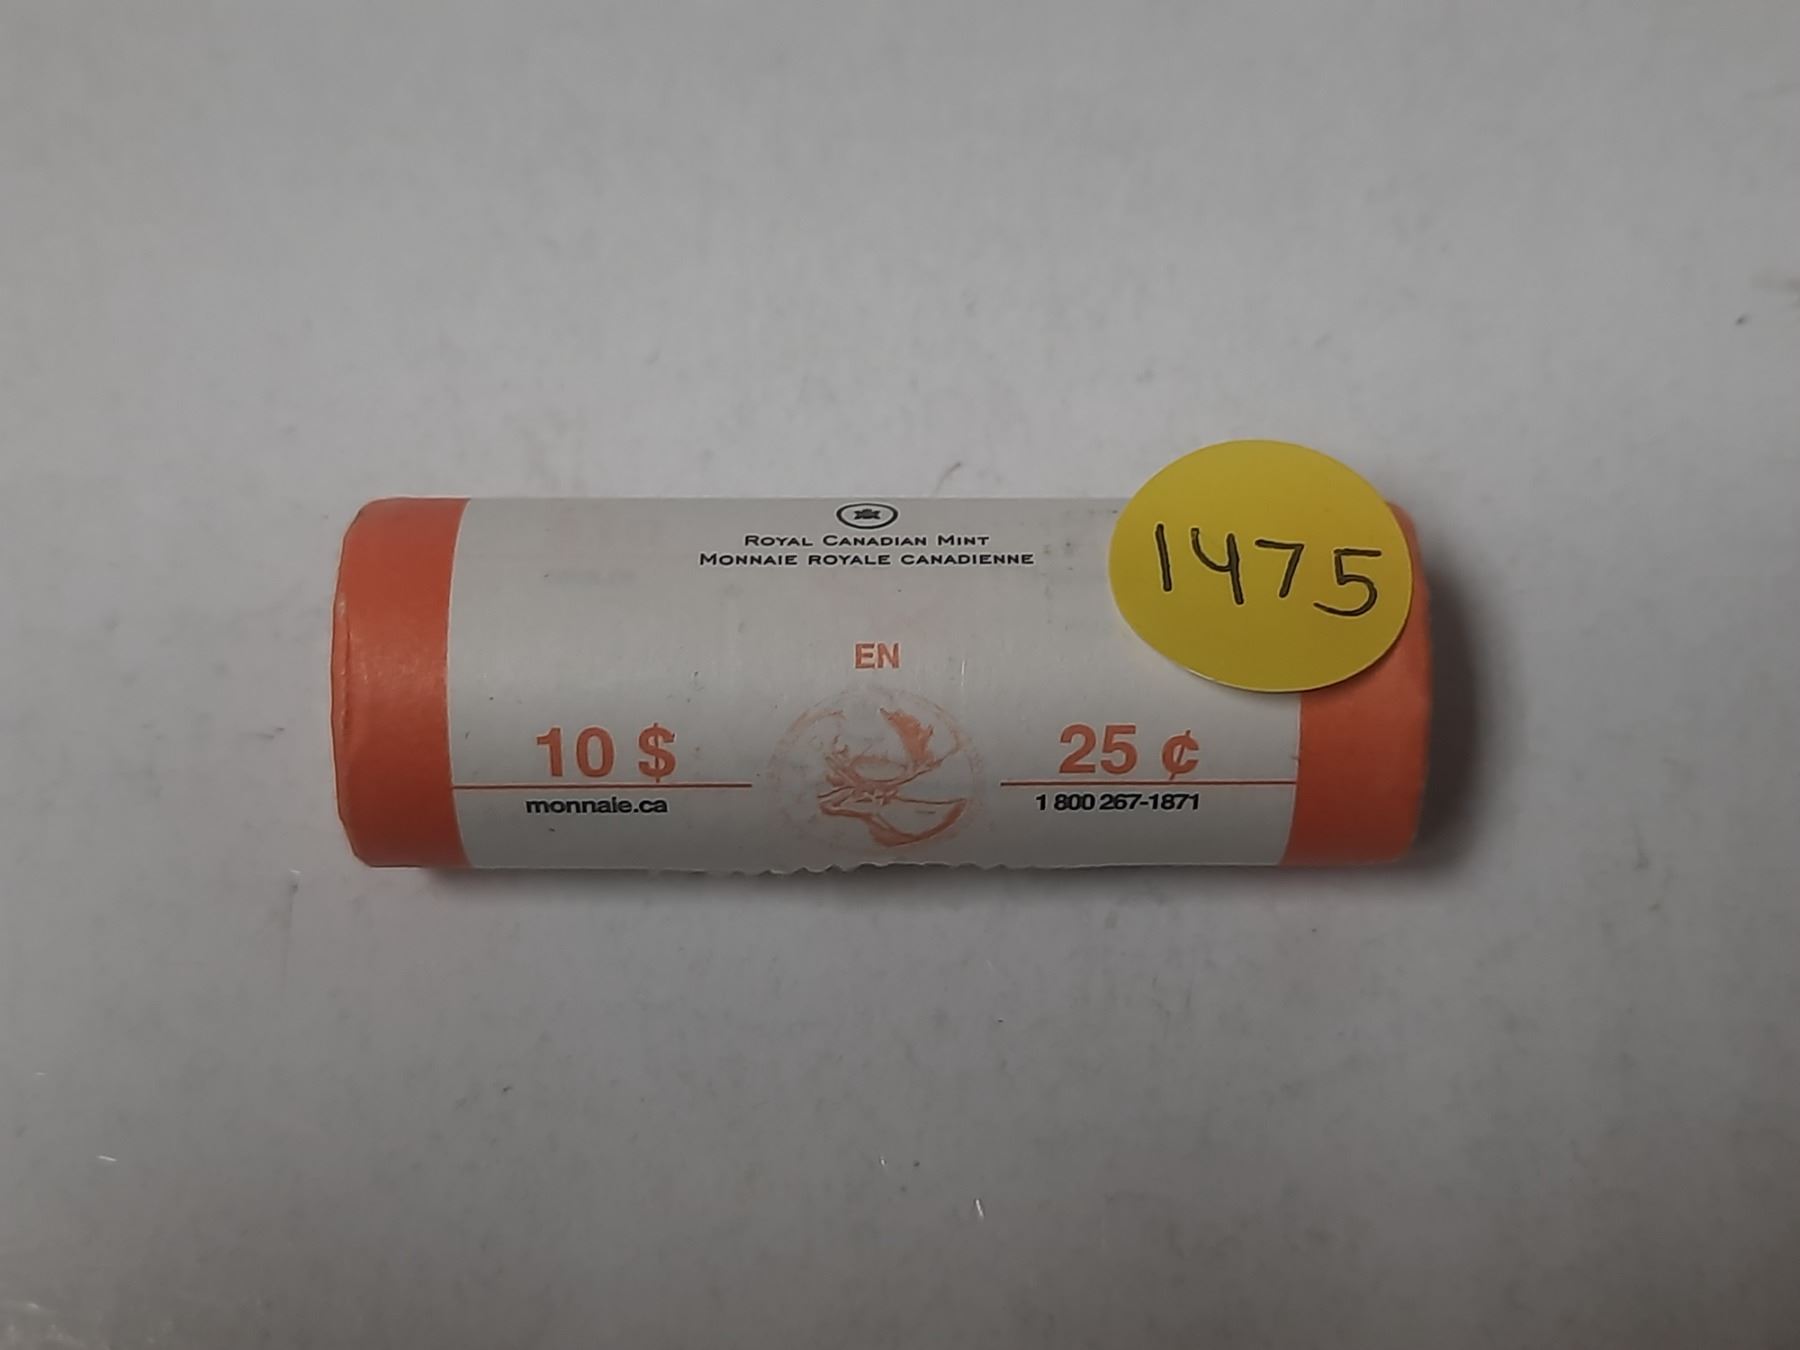 ROYAL CANADIAN MINT
MONNAIE ROYALE CANADIENNE
1475
EN
10 $
25 ¢
monnaie.ca
1 800 267-1871